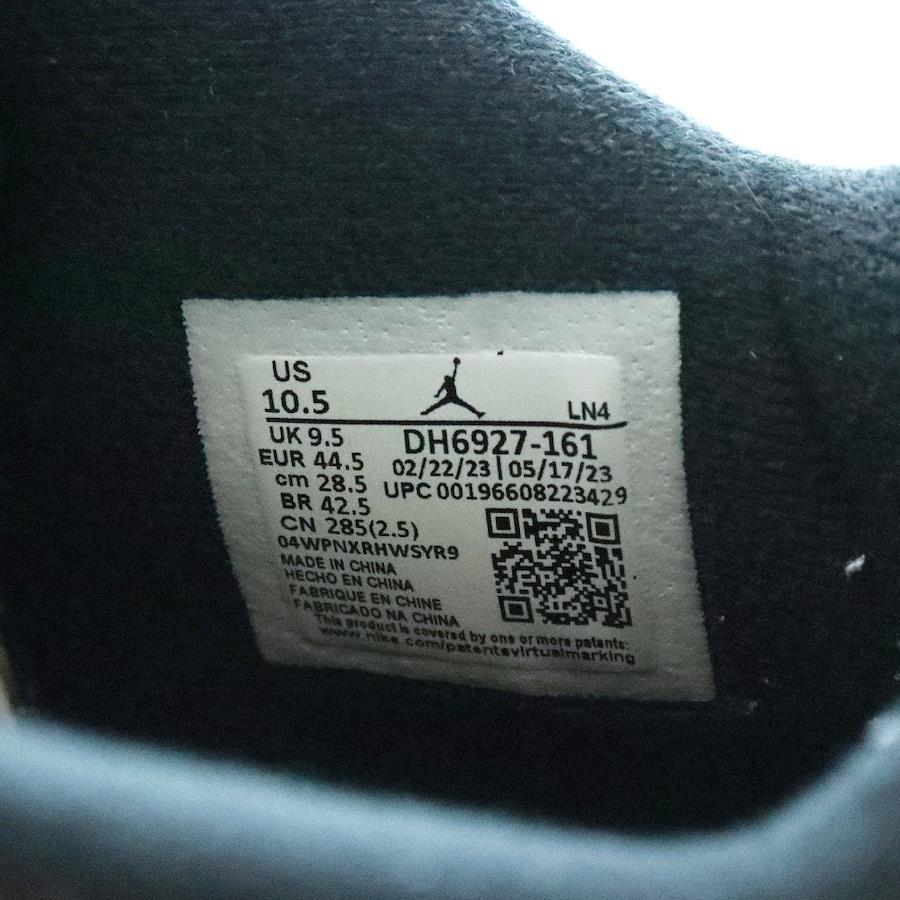 US
10.5
LN4
UK 9.5
EUR 44.5
cm 28.5
BR 42.5
CN 285(2.5)
DH6927-161
02/22/23 | 05/17/23
UPC 00196608223429
04WPNXRHWSYR9
MADE IN CHINA
HECHO EN CHINA
FABRIQUE EN CHINE
FABRICADO NA CHINA
This product is covered by one or more patents:
www.nike.com/patentsvirtualmarking